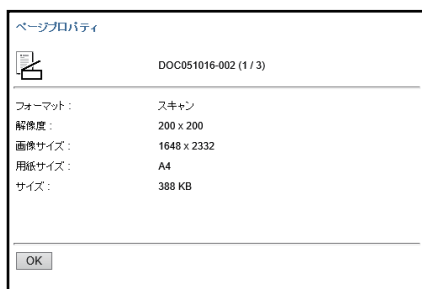 ページプロパティ
DOC051016-002 (1 / 3)
フォーマット : スキャン
解像度 : 200 x 200
画像サイズ : 1648 x 2332
用紙サイズ : A4
サイズ : 388 KB
OK